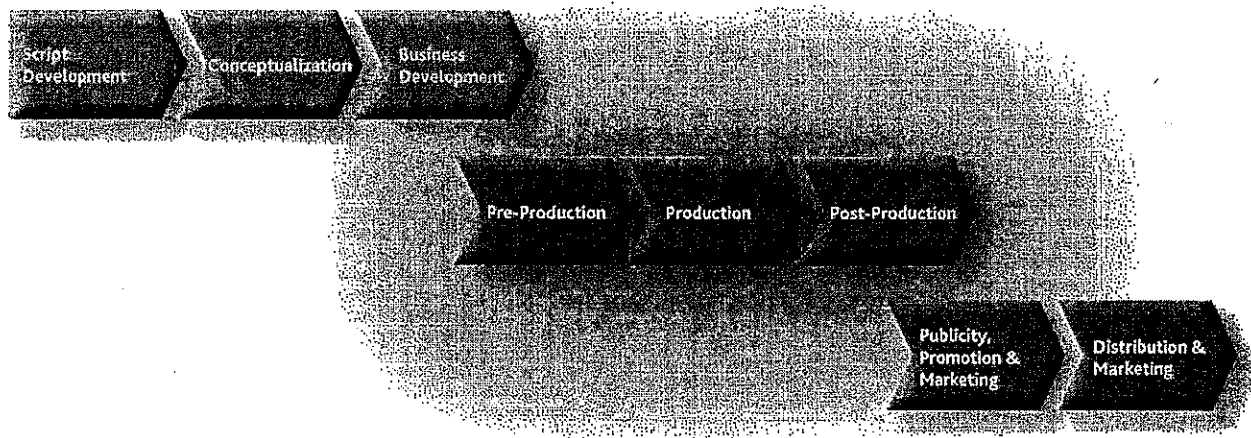 Script
Development
Conceptualization
Business
Development
Pre-Production
Production
Post-Production
Publicity,
Promotion &
Marketing
Distribution &
Marketing